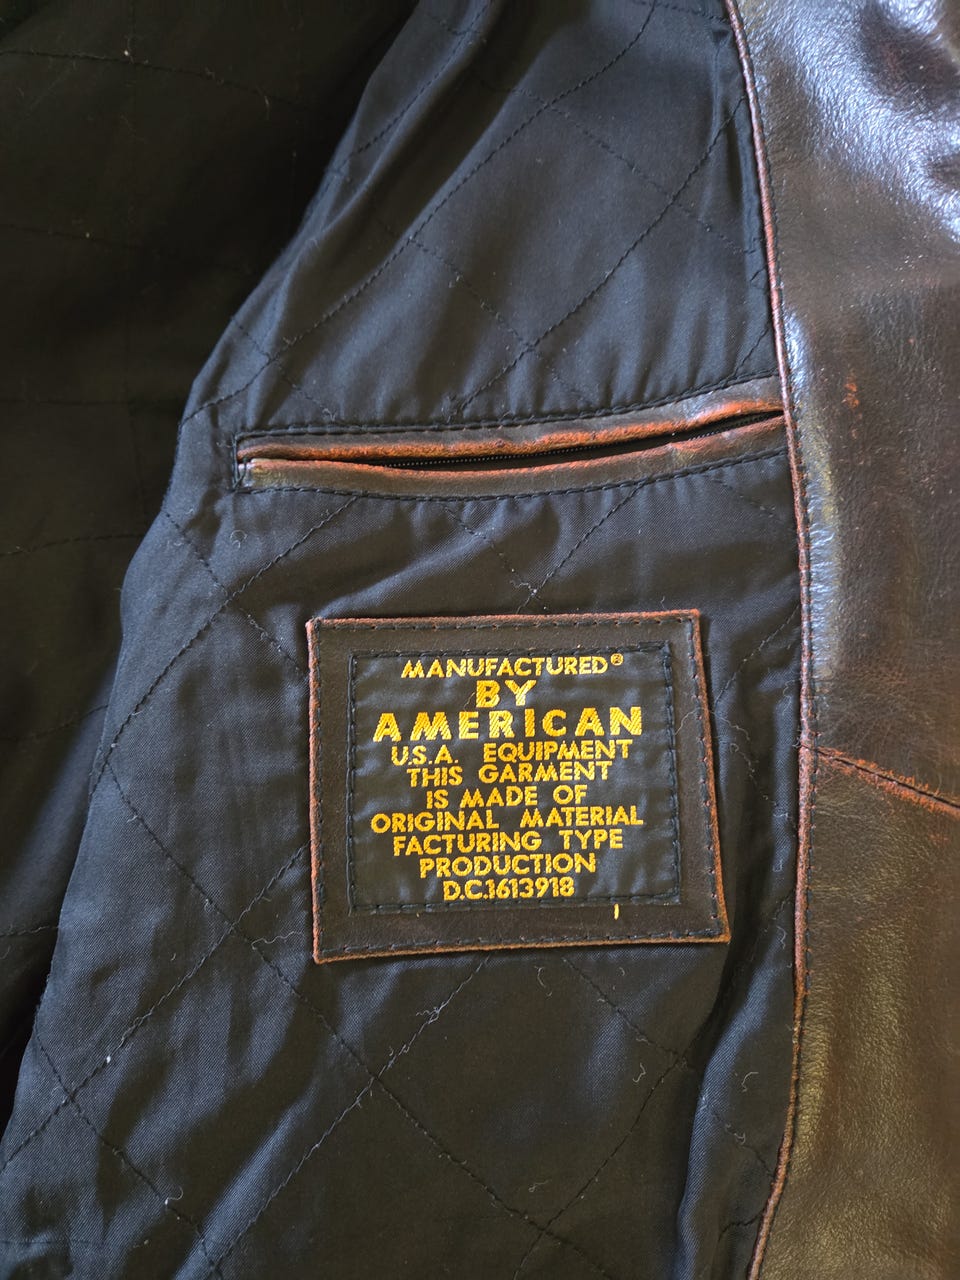 MANUFACTURED®
BY
AMERICAN
U.S.A. EQUIPMENT
THIS GARMENT
IS MADE OF
ORIGINAL MATERIAL
FACTURING TYPE
PRODUCTION
D.C.1613918